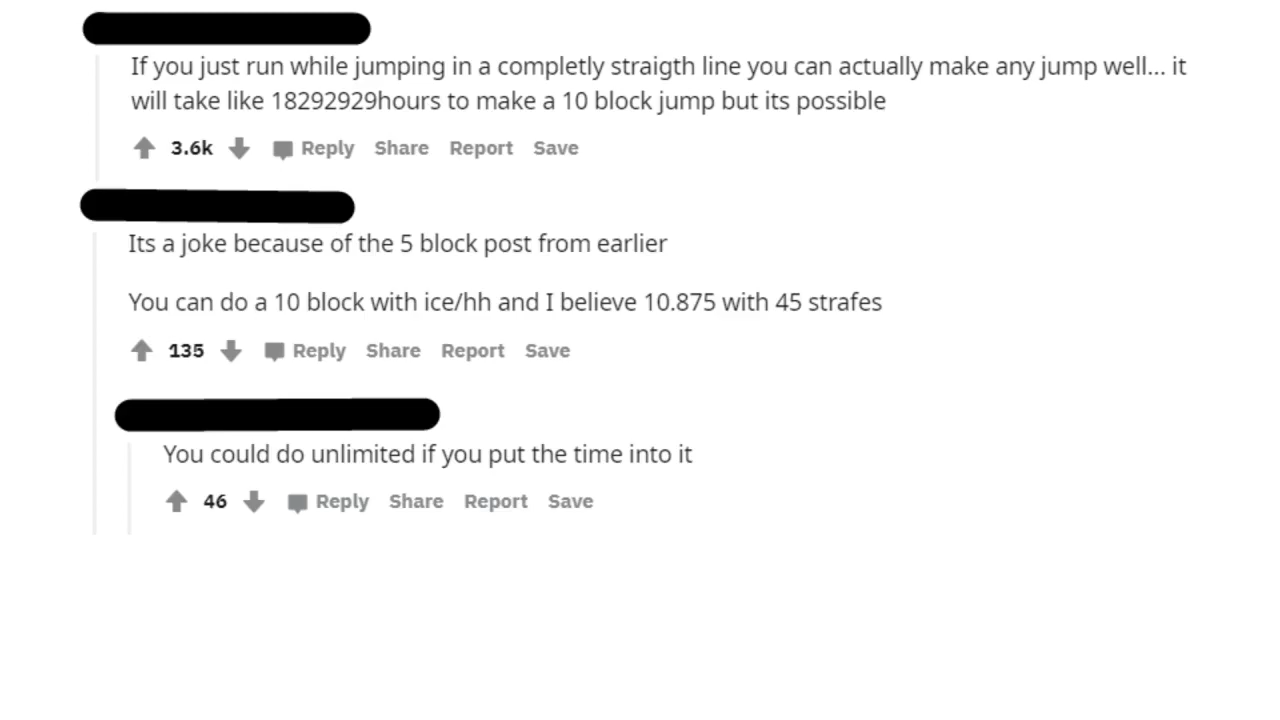 If you just run while jumping in a completly straigth line you can actually make any jump well... it
will take like 18292929hours to make a 10 block jump but its possible
3.6k Reply Share Report Save
Its a joke because of the 5 block post from earlier
You can do a 10 block with ice/hh and I believe 10.875 with 45 strafes
135 Reply Share Report Save
You could do unlimited if you put the time into it
46 Reply Share Report Save